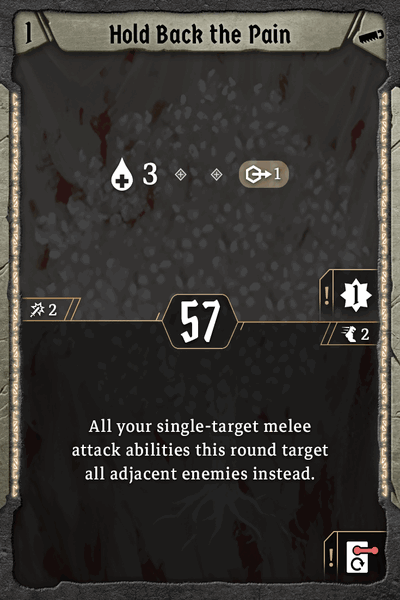 1
Hold Back the Pain
3
1
1
2
57
2
All your single-target melee
attack abilities this round target
all adjacent enemies instead.